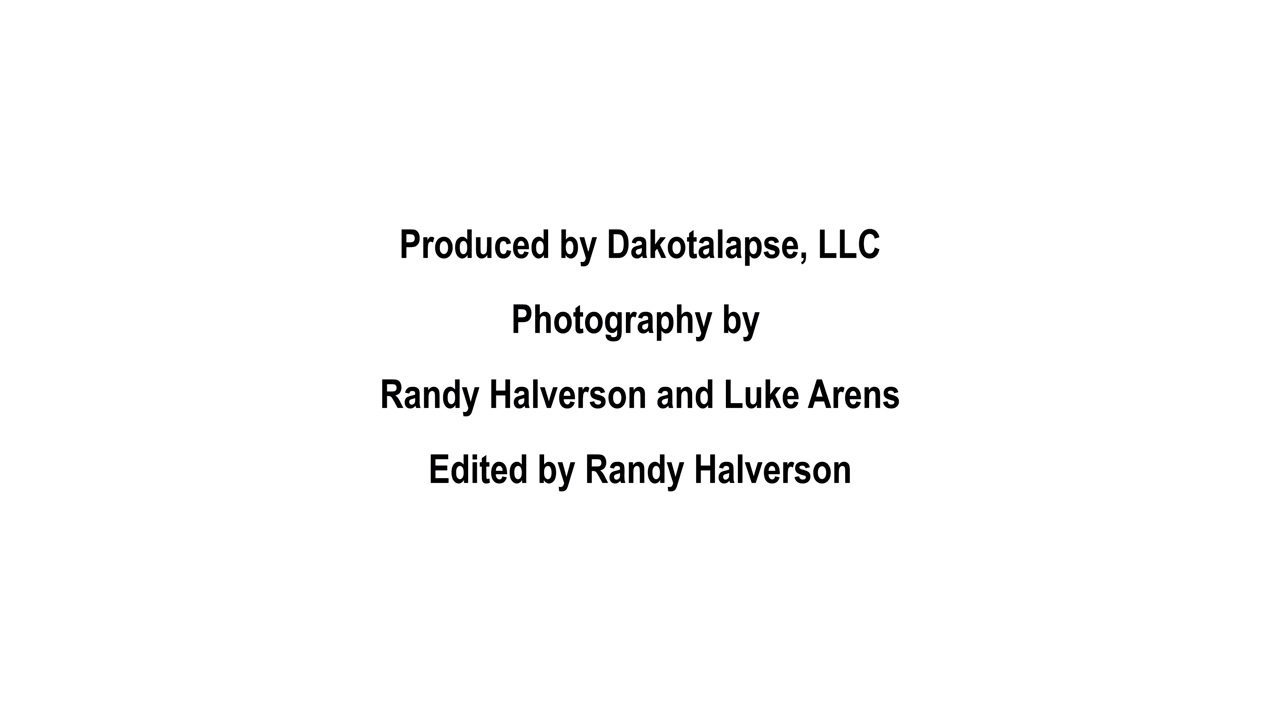 Produced by Dakotalapse, LLC
Photography by
Randy Halverson and Luke Arens
Edited by Randy Halverson